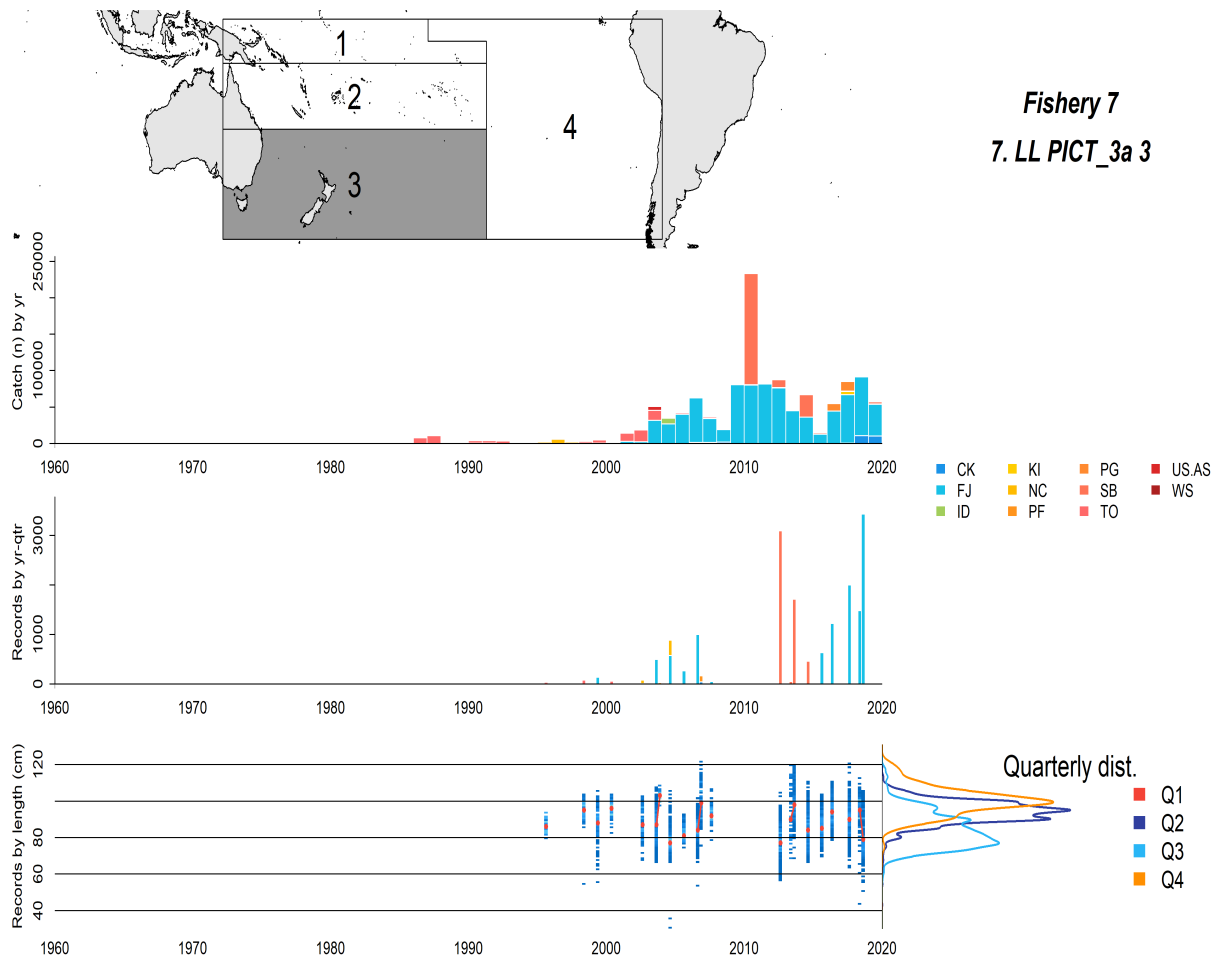 1
2
3
4
Fishery 7
7. LL PICT_3a 3
Catch (n) by yr
0
100000
250000
1960 1970 1980 1990 2000 2010 2020
CK KI PG US.AS
FJ NC SB WS
ID PF TO
Records by yr-qtr
0
1000
3000
1960 1970 1980 1990 2000 2010 2020
Records by length (cm)
40
60
80
120
1960 1970 1980 1990 2000 2010 2020
Quarterly dist.
Q1
Q2
Q3
Q4